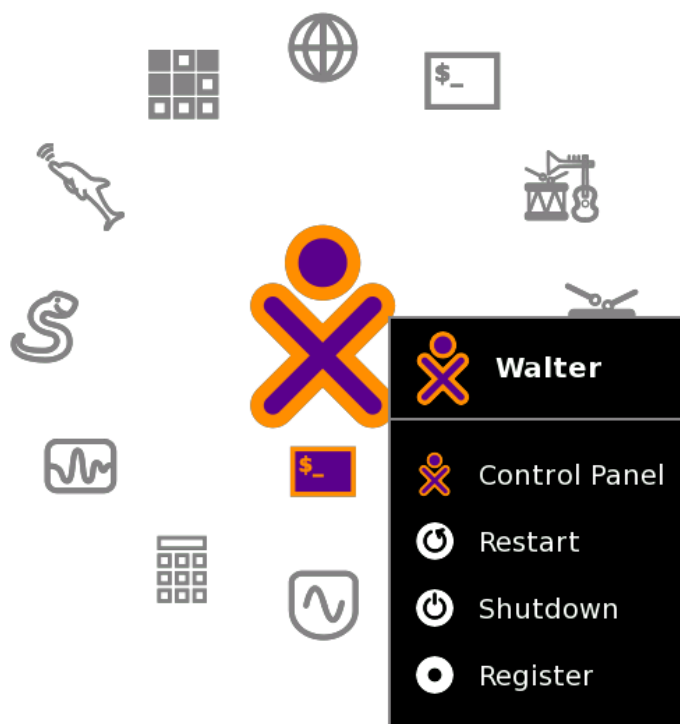 $_
Walter
$_
Control Panel
Restart
Shutdown
Register